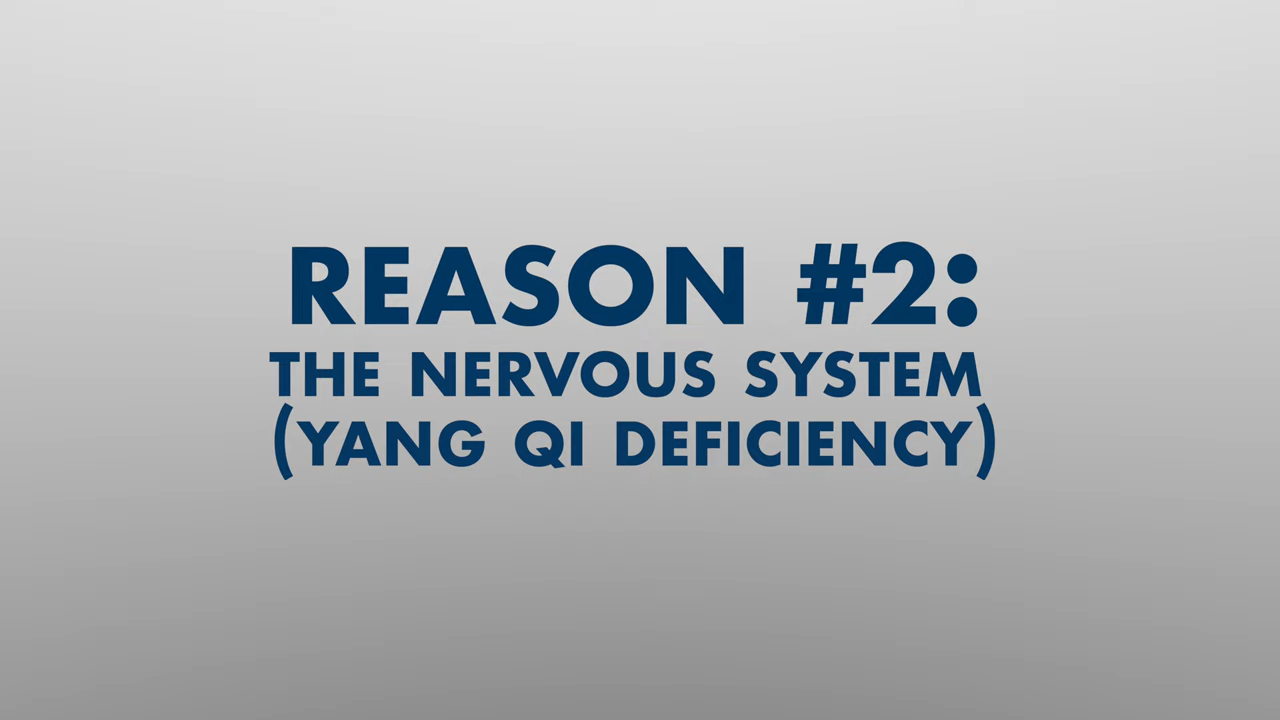 REASON #2:
THE NERVOUS SYSTEM
(YANG QI DEFICIENCY)